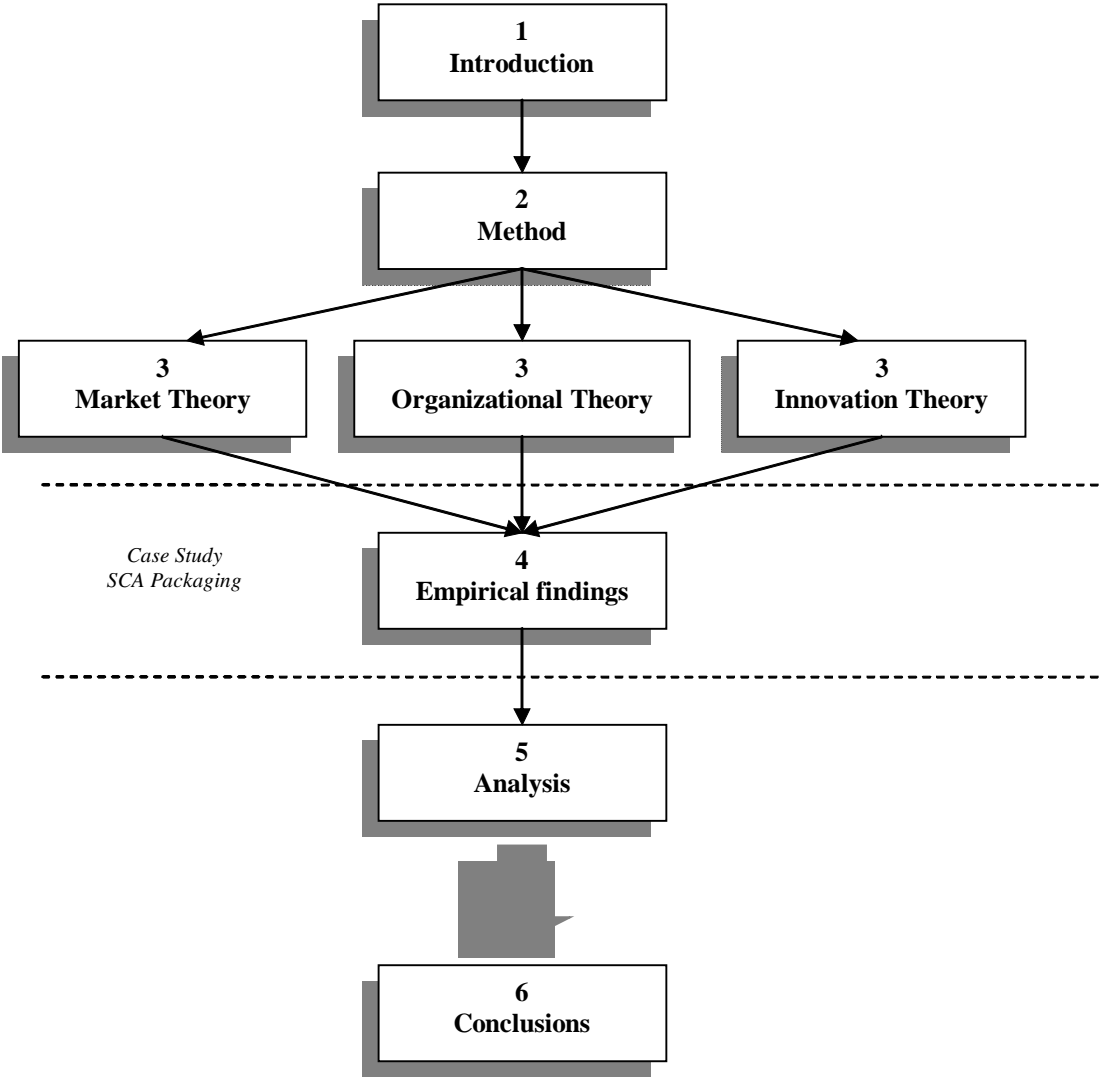 1
Introduction
2
Method
3
Market Theory
3
Organizational Theory
3
Innovation Theory
Case Study
SCA Packaging
4
Empirical findings
5
Analysis
6
Conclusions